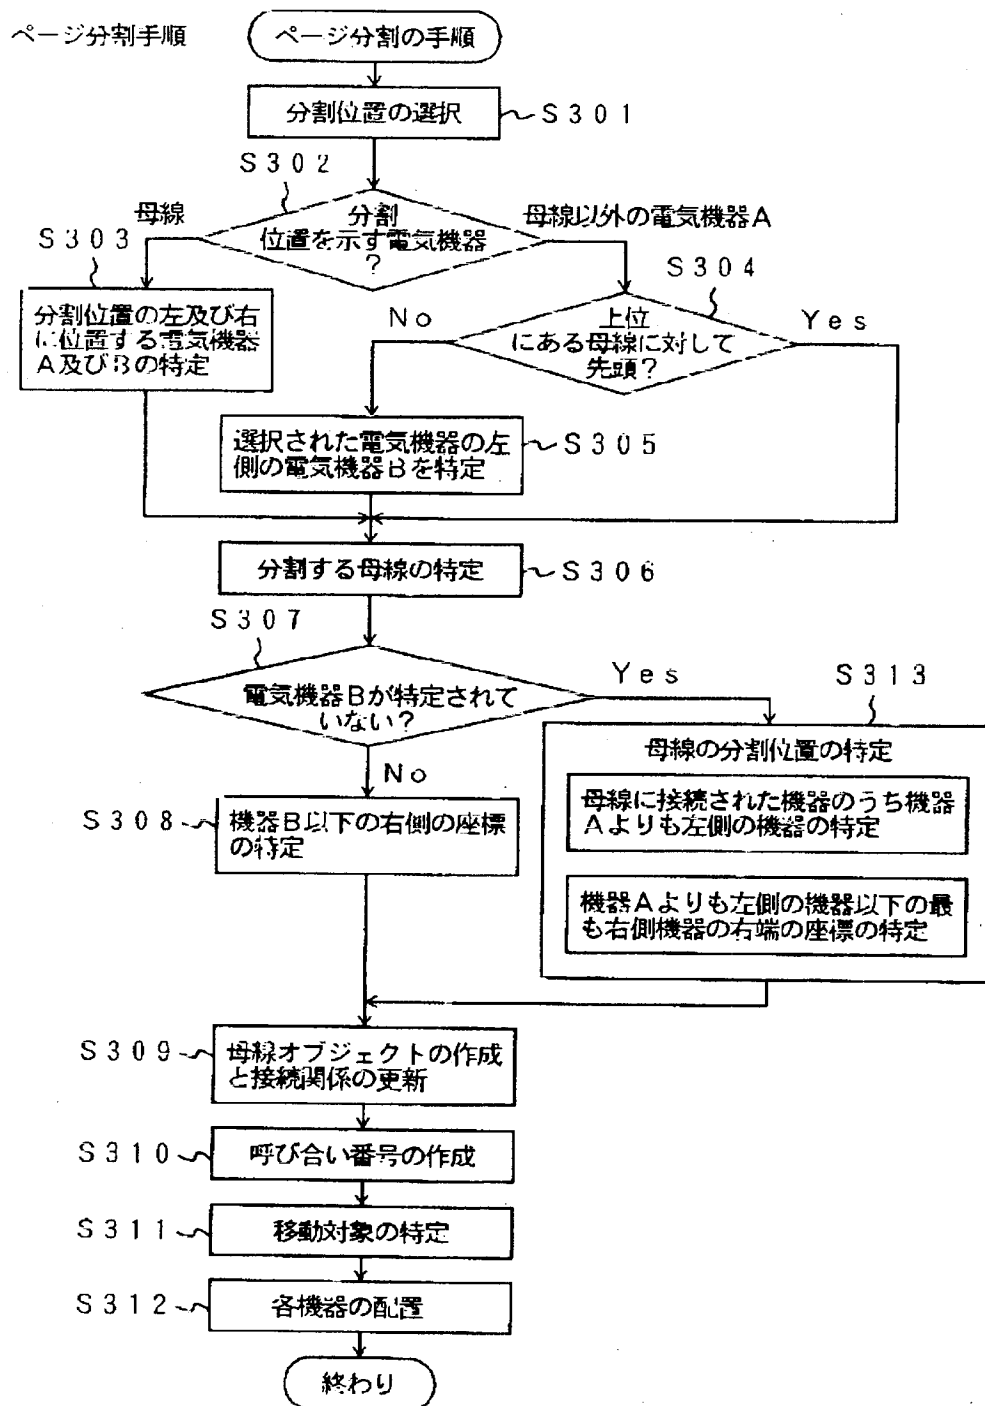 ページ分割手順
ページ分割の手順
分割位置の選択
S301
S302
分割
位置を示す電気機器
?
母線
母線以外の電気機器A
S303
分割位置の左及び右
に位置する電気機器
A及びBの特定
S304
上位
にある母線に対して
先頭?
No
Yes
選択された電気機器の左
側の電気機器Bを特定
S305
分割する母線の特定
S306
S307
電気機器Bが特定されて
いない?
Yes
No
S313
母線の分割位置の特定
母線に接続された機器のうち機器
Aよりも左側の機器の特定
機器Aよりも左側の機器以下の最
も右側機器の右端の座標の特定
S308
機器B以下の右側の座標
の特定
S309
母線オブジェクトの作成
と接続関係の更新
S310
呼び合い番号の作成
S311
移動対象の特定
S312
各機器の配置
終わり